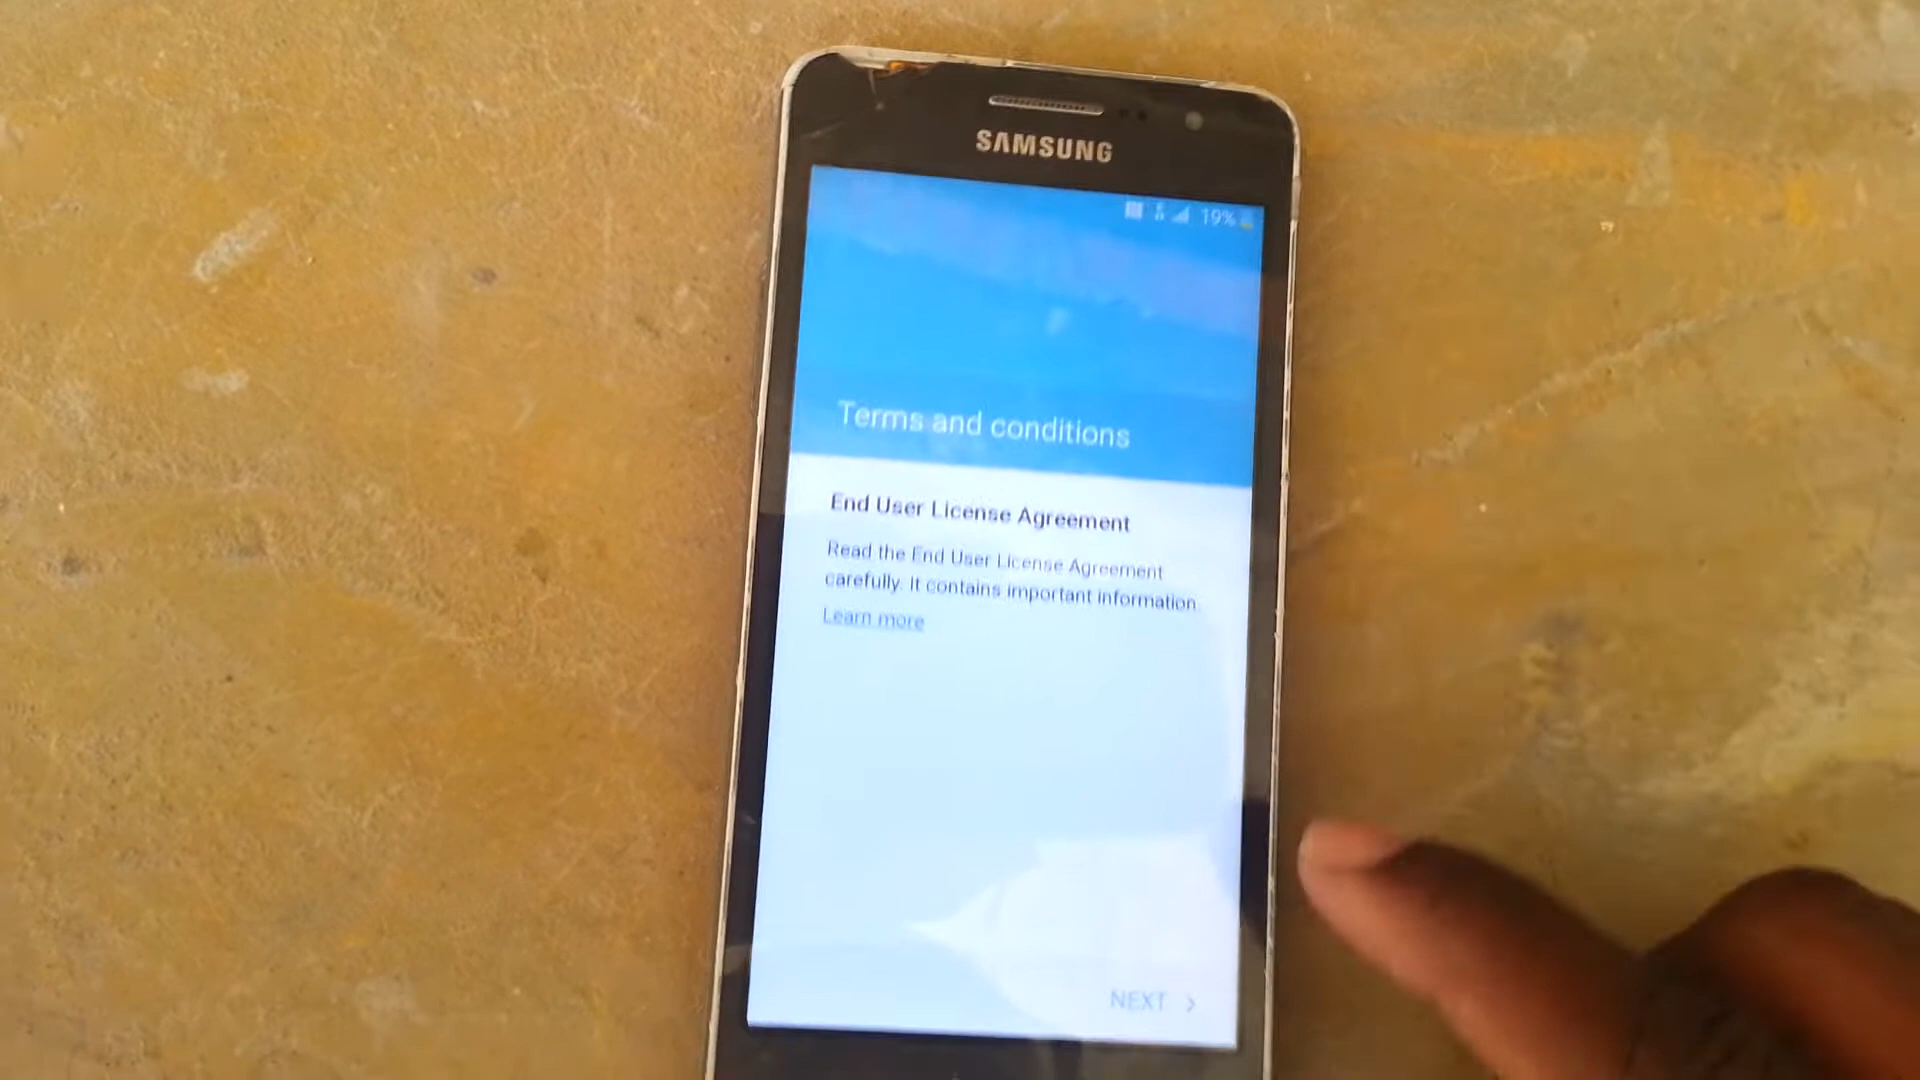 SAMSUNG
19%
Terms and conditions
End User License Agreement
Read the End User License Agreement
carefully. It contains important information.
Learn more
NEXT >